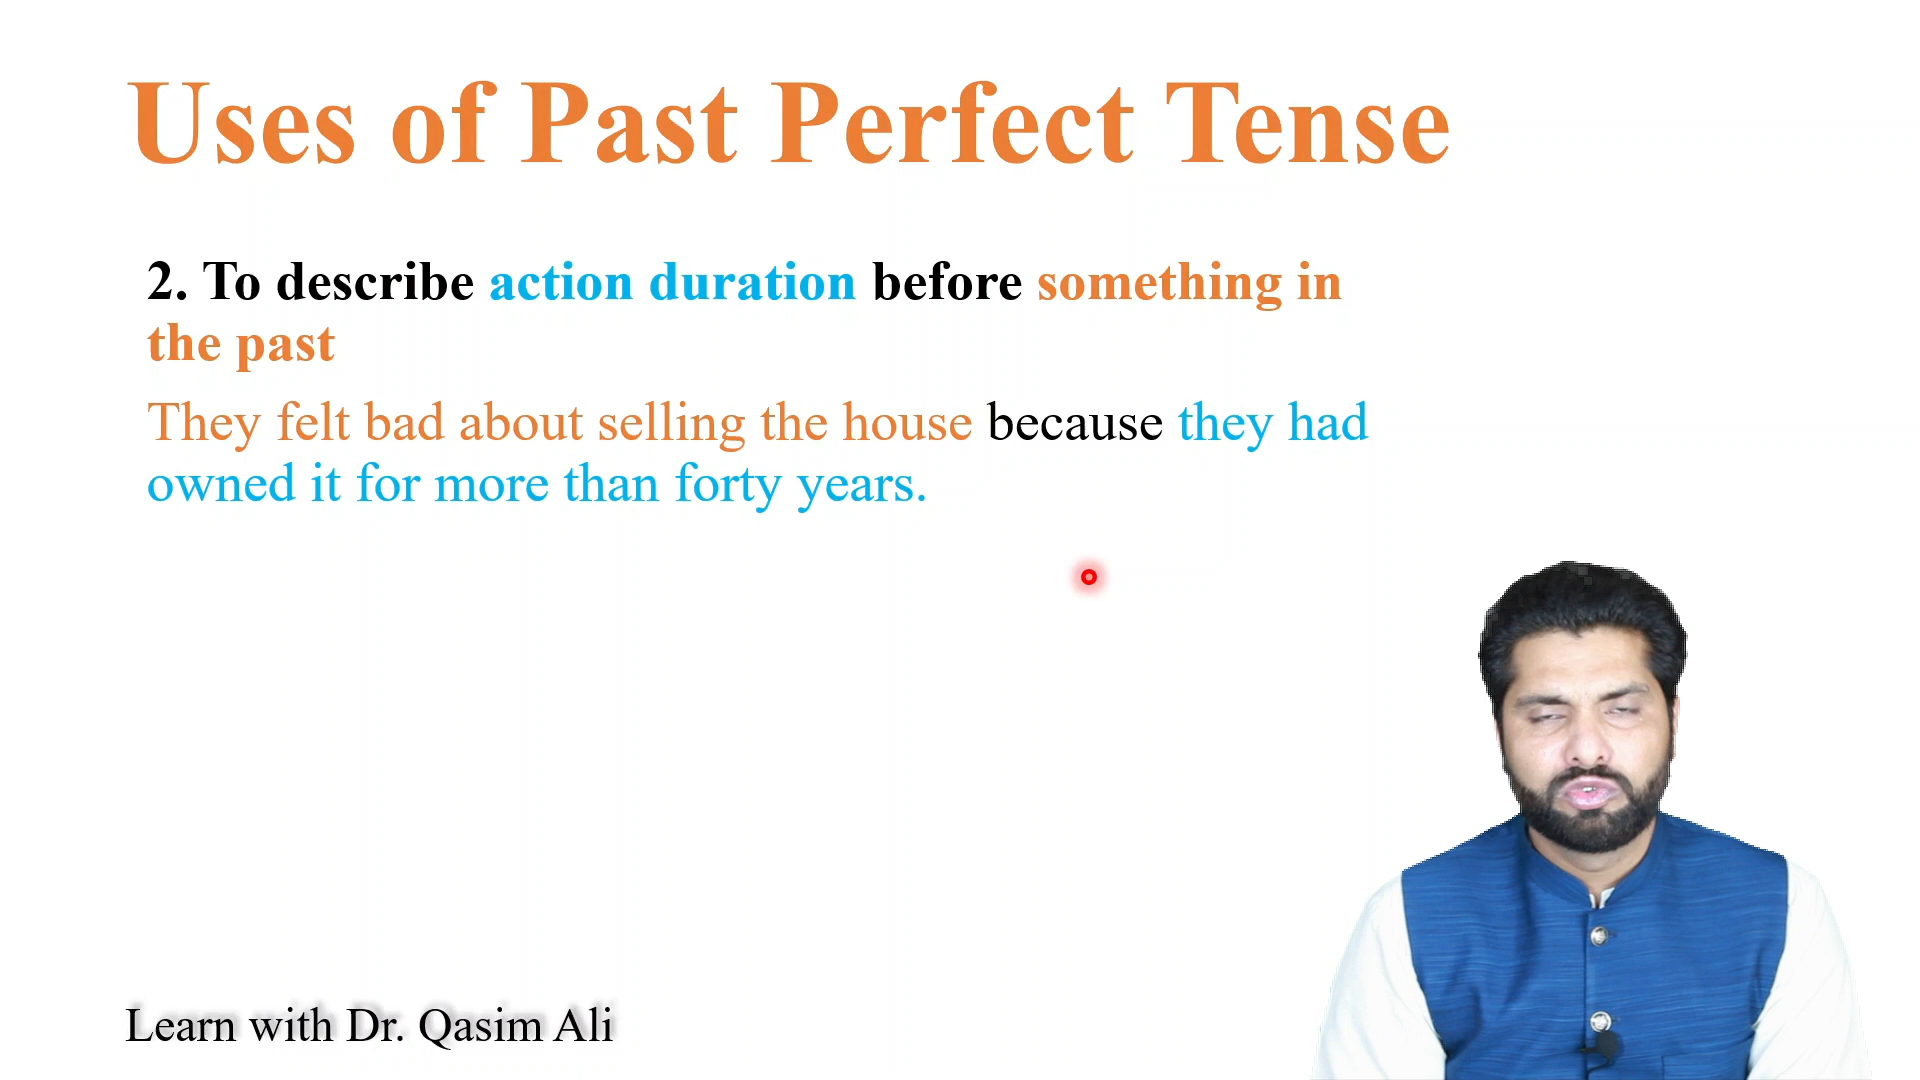 Uses of Past Perfect Tense
2. To describe action duration before something in
the past
They felt bad about selling the house because they had
owned it for more than forty years.
Learn with Dr. Qasim Ali